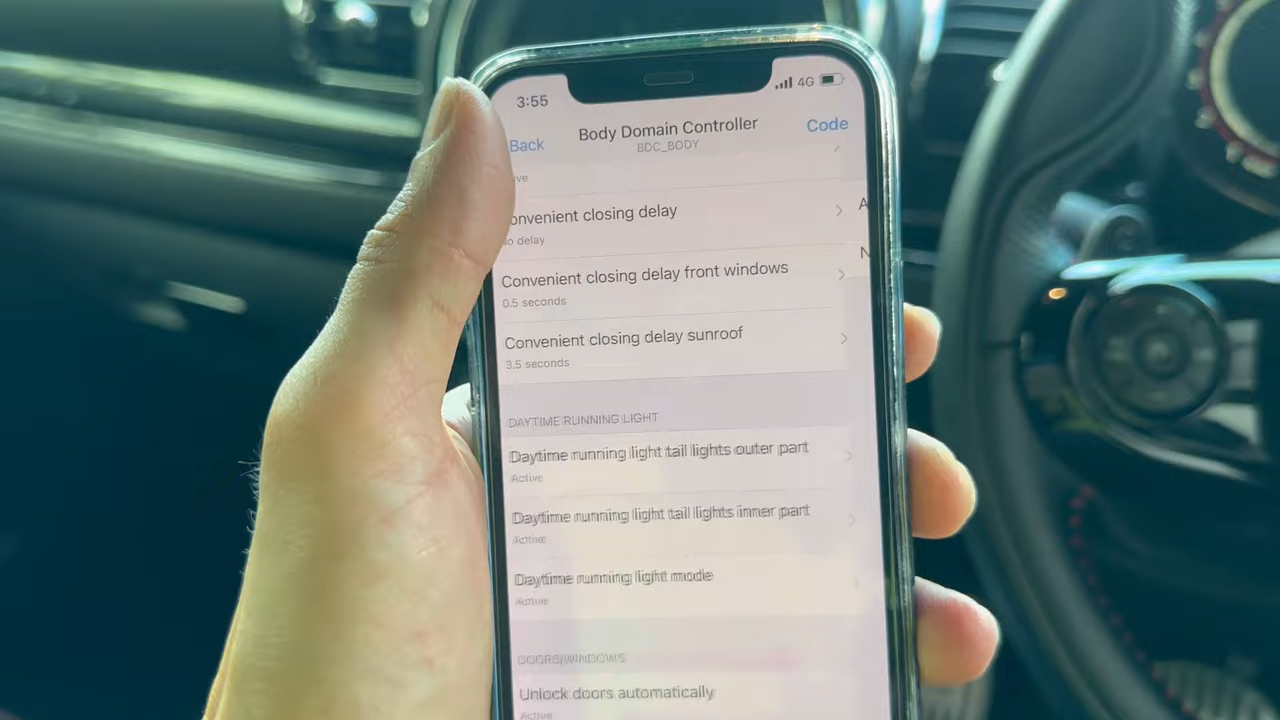 3:55
4G
Back
Body Domain Controller
Code
BDC_BODY
ve
onvenient closing delay
A
o delay
N
Convenient closing delay front windows
0.5 seconds
Convenient closing delay sunroof
3.5 seconds
DAYTIME RUNNING LIGHT
Daytime running light tail lights outer part
Active
Daytime running light tail lights inner part
Active
Daytime running light mode
Active
DOORS/WINDOWS
Unlock doors automatically
Active